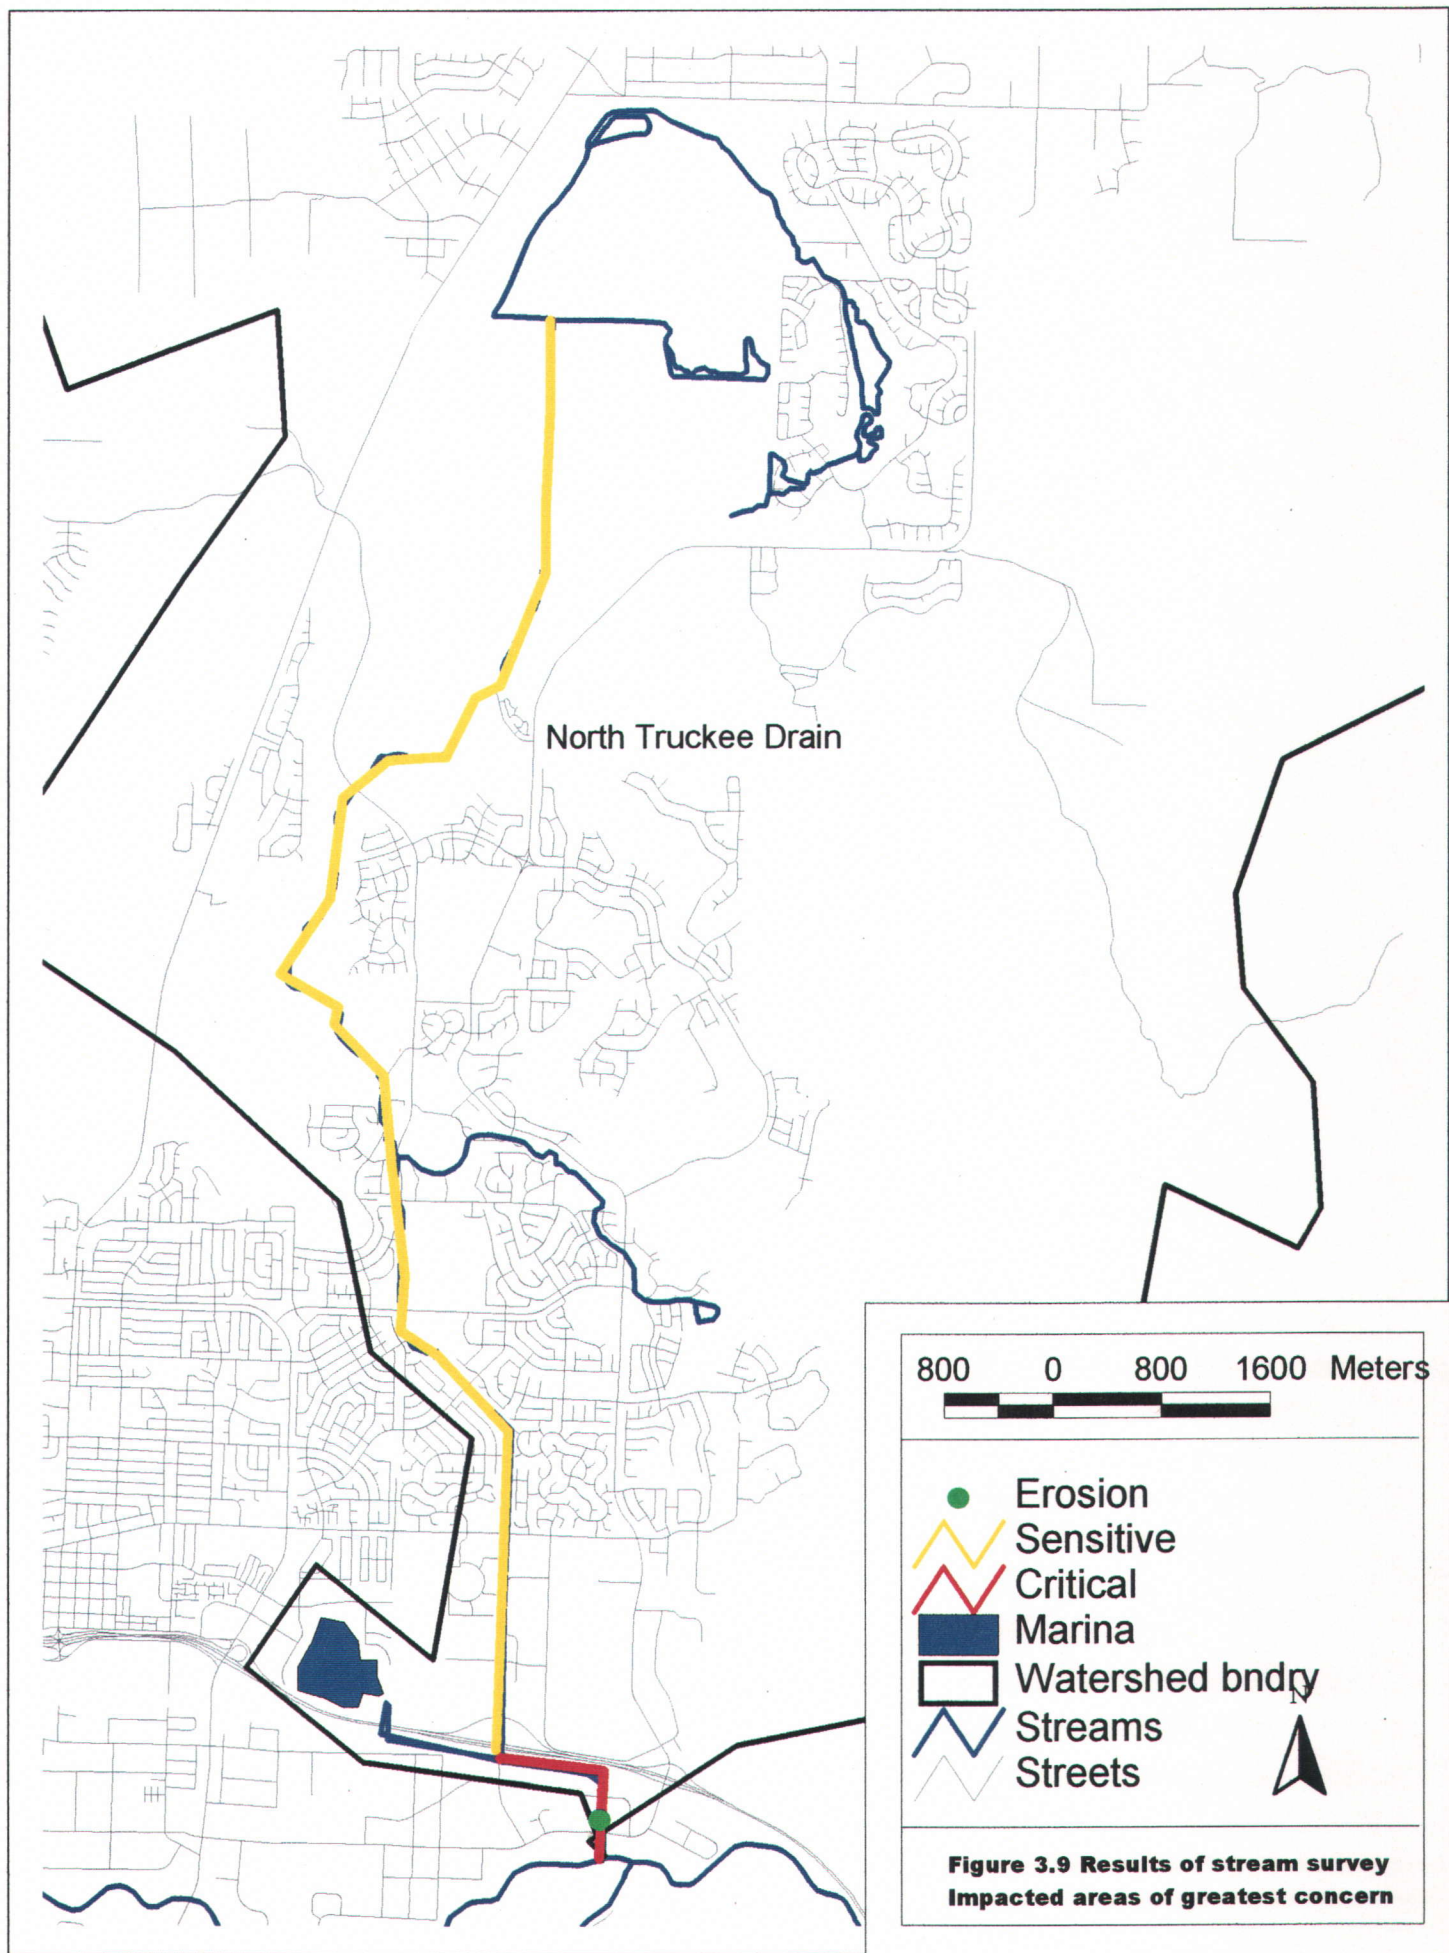 North Truckee Drain
800 0 800 1600 Meters
Erosion
Sensitive
Critical
Marina
Watershed bndry
N
Streams
Streets
Figure 3.9 Results of stream survey
Impacted areas of greatest concern